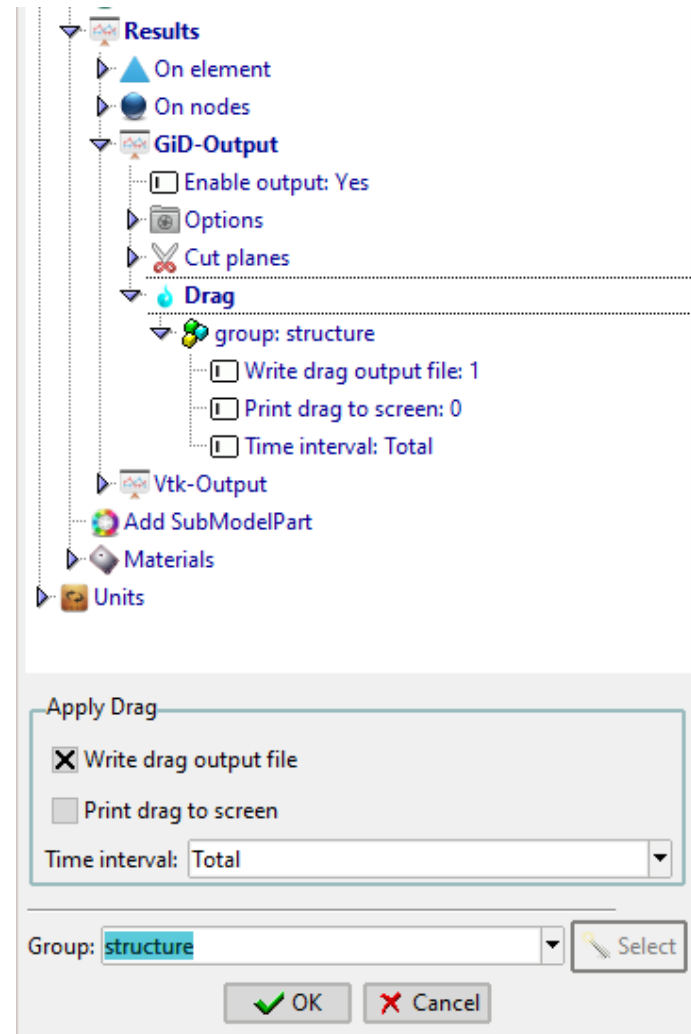 Results
On element
On nodes
GiD-Output
Enable output: Yes
Options
Cut planes
Drag
group: structure
Write drag output file: 1
Print drag to screen: 0
Time interval: Total
Vtk-Output
Add SubModelPart
Materials
Units
Apply Drag
Write drag output file
Print drag to screen
Time interval: Total
Group: structure Select
OK Cancel